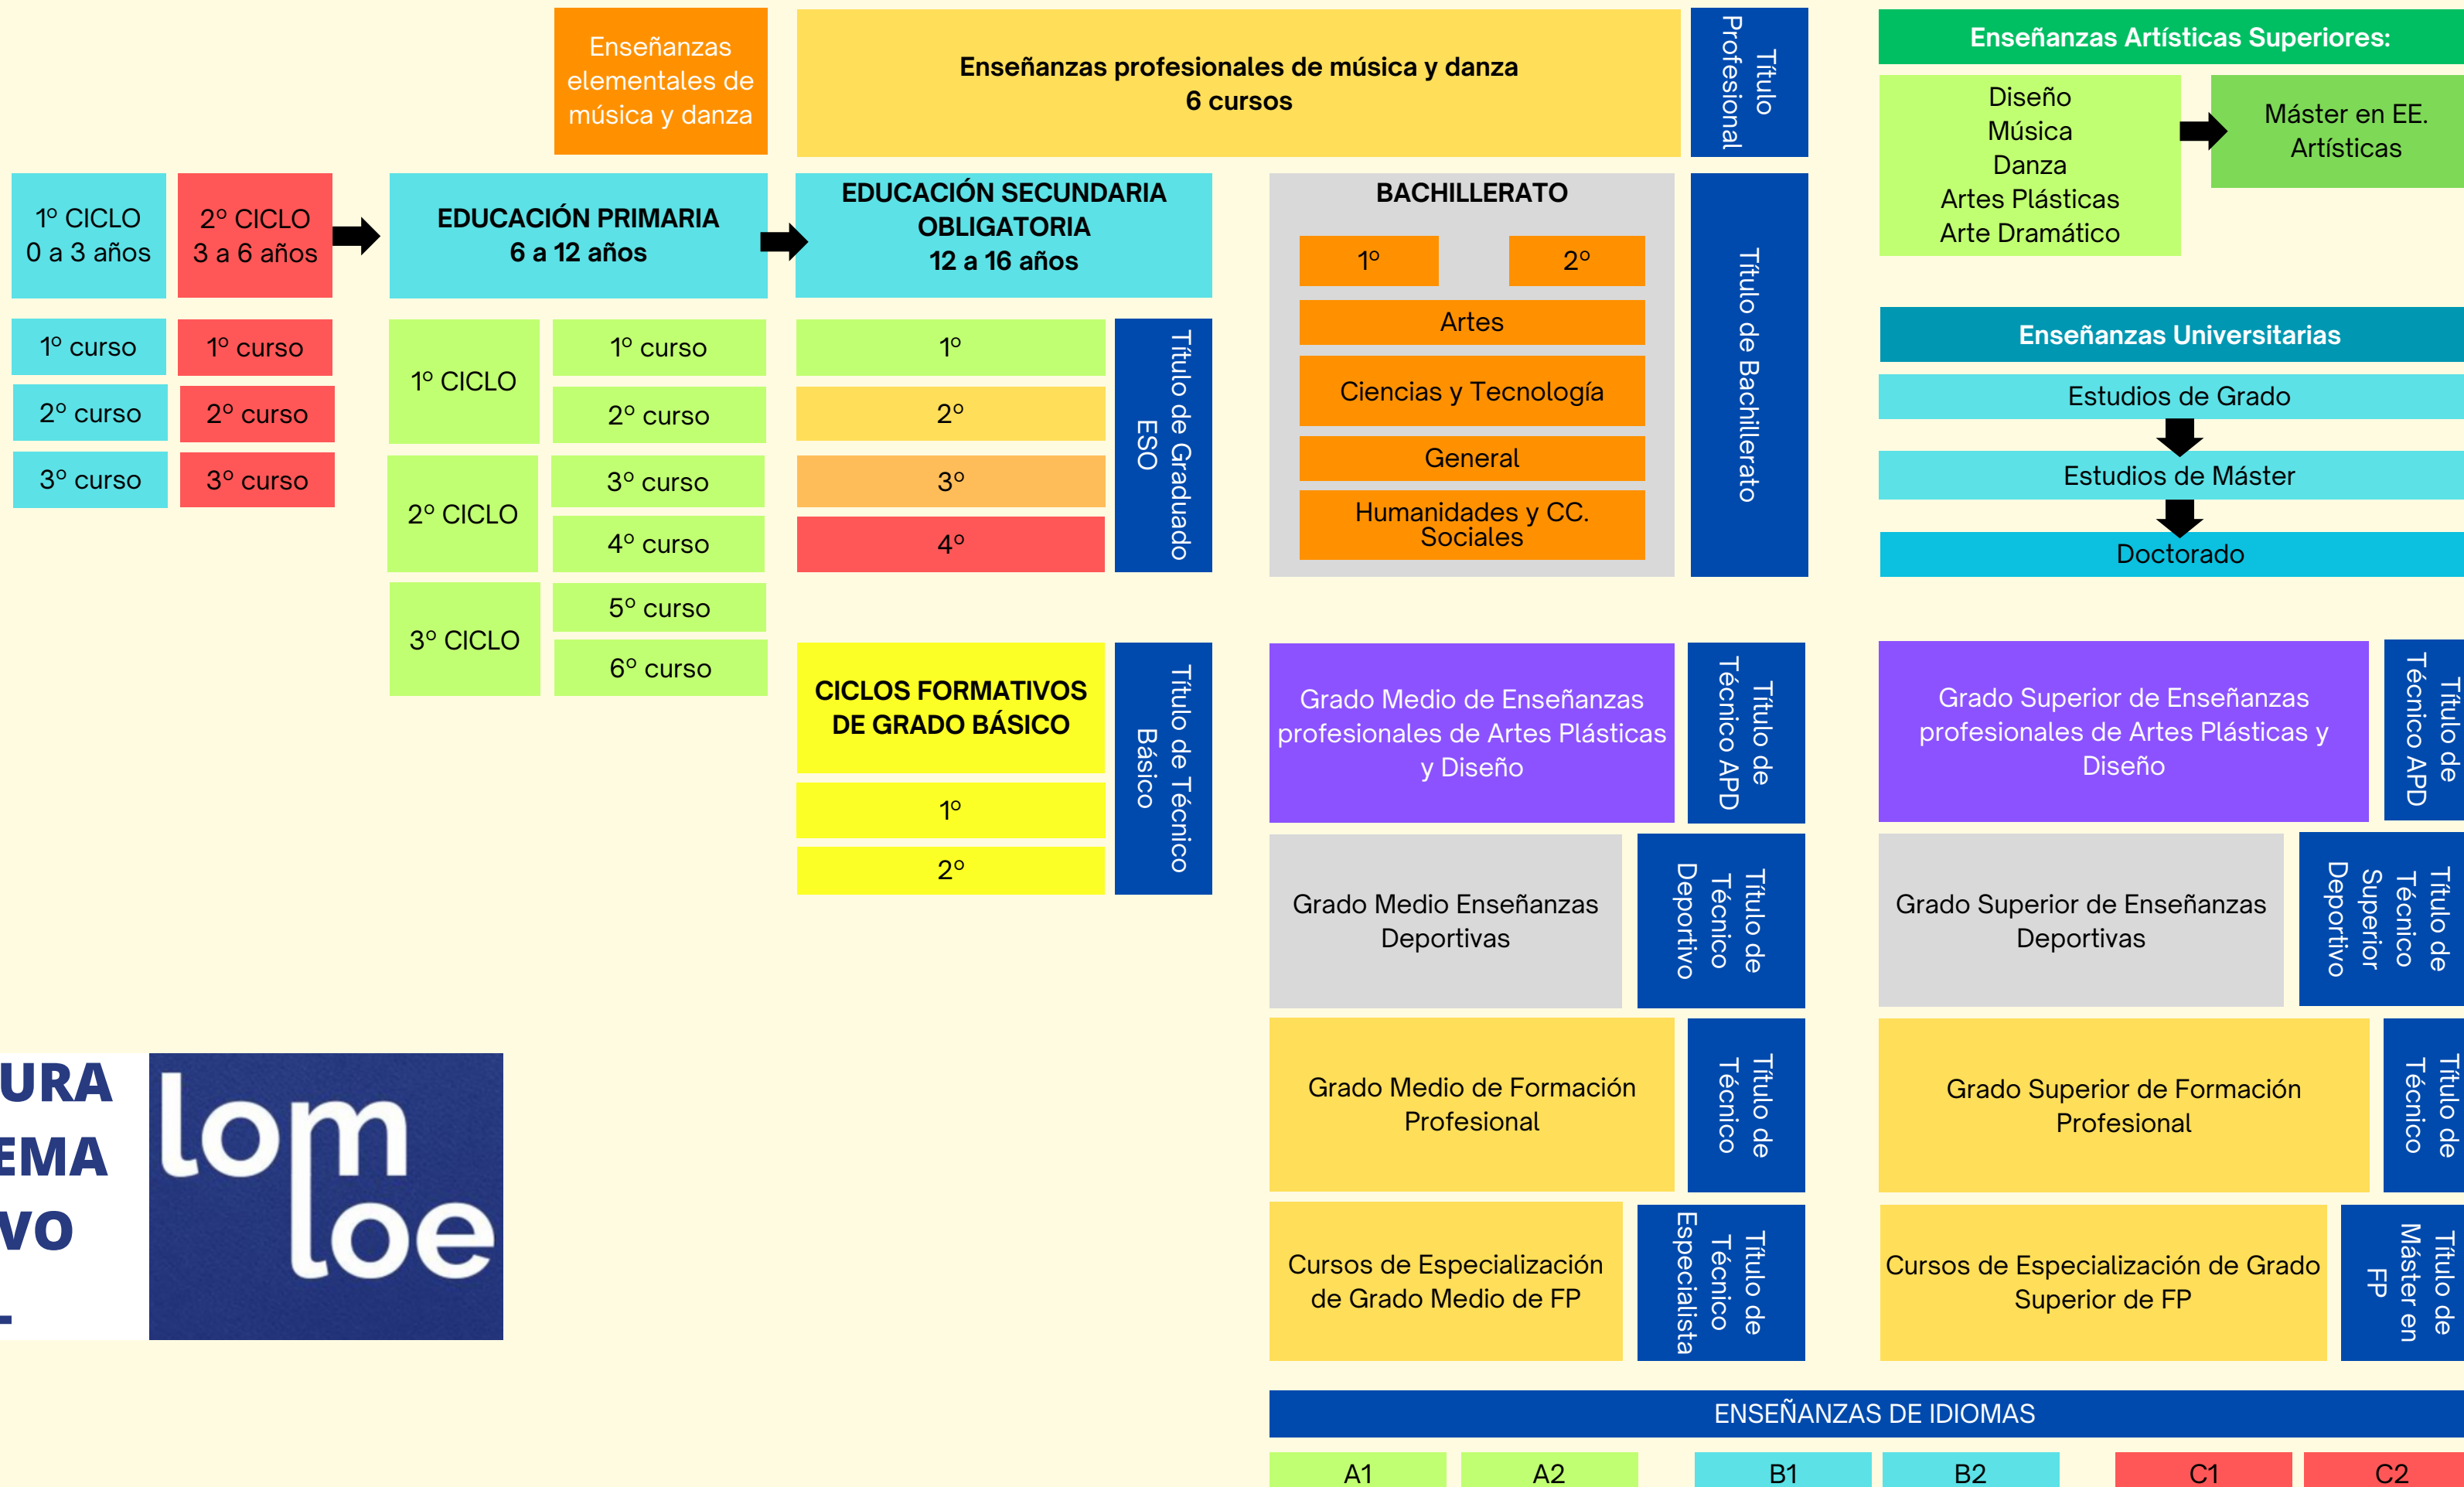 Enseñanzas
elementales de
música y danza
Enseñanzas profesionales de música y danza
6 cursos
Título
Profesional
Enseñanzas Artísticas Superiores:
Diseño
Música
Danza
Artes Plásticas
Arte Dramático
Máster en EE.
Artísticas
1º CICLO
0 a 3 años
2º CICLO
3 a 6 años
EDUCACIÓN PRIMARIA
6 a 12 años
EDUCACIÓN SECUNDARIA
OBLIGATORIA
12 a 16 años
BACHILLERATO
1º
2º
Artes
Ciencias y Tecnología
General
Humanidades y CC.
Sociales
Título de Bachillerato
Enseñanzas Universitarias
Estudios de Grado
Estudios de Máster
Doctorado
1º curso
2º curso
3º curso
1º curso
2º curso
3º curso
1º CICLO
1º curso
2º curso
2º CICLO
3º curso
4º curso
3º CICLO
5º curso
6º curso
1º
2º
3º
4º
Título de Graduado
ESO
CICLOS FORMATIVOS
DE GRADO BÁSICO
1º
2º
Título de Técnico
Básico
Grado Medio de Enseñanzas
profesionales de Artes Plásticas
y Diseño
Título de
Técnico APD
Grado Superior de Enseñanzas
profesionales de Artes Plásticas y
Diseño
Título de
Técnico APD
Grado Medio Enseñanzas
Deportivas
Título de
Técnico
Deportivo
Grado Superior de Enseñanzas
Deportivas
Título de
Técnico
Superior
Deportivo
Grado Medio de Formación
Profesional
Título de
Técnico
Grado Superior de Formación
Profesional
Título de
Técnico
Cursos de Especialización
de Grado Medio de FP
Título de
Técnico
Especialista
Cursos de Especialización de Grado
Superior de FP
Título de
Máster en
FP
URA
EMA
VO
lom
loe
ENSEÑANZAS DE IDIOMAS
A1
A2
B1
B2
C1
C2